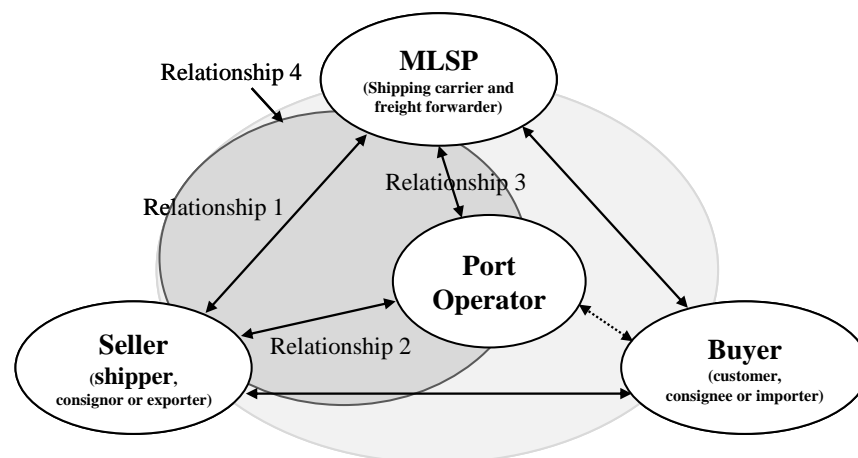 MLSP
(Shipping carrier and
freight forwarder)
Relationship 4
Relationship 3
Relationship 1
Port
Operator
Relationship 2
Seller
(shipper,
consignor or exporter)
Buyer
(customer,
consignee or importer)